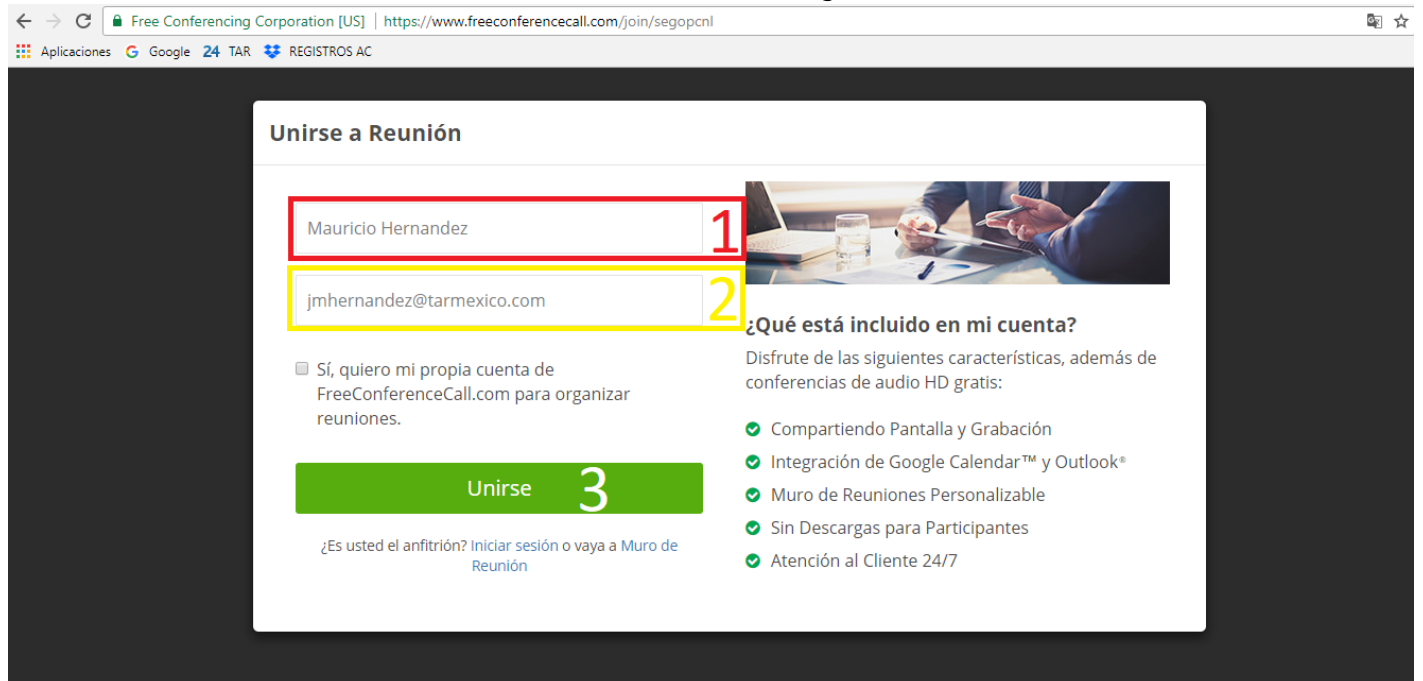 Free Conferencing Corporation [US] | https://www.freeconferencecall.com/join/segopcnl
Aplicaciones G Google 24 TAR REGISTROS AC
Unirse a Reunión
Mauricio Hernandez 1
jmhernandez@tarmexico.com 2
Sí, quiero mi propia cuenta de
FreeConferenceCall.com para organizar
reuniones.
Unirse 3
¿Es usted el anfitrión? Iniciar sesión o vaya a Muro de
Reunión
¿Qué está incluido en mi cuenta?
Disfrute de las siguientes características, además de
conferencias de audio HD gratis:
Compartiendo Pantalla y Grabación
Integración de Google Calendar™ y Outlook®
Muro de Reuniones Personalizable
Sin Descargas para Participantes
Atención al Cliente 24/7